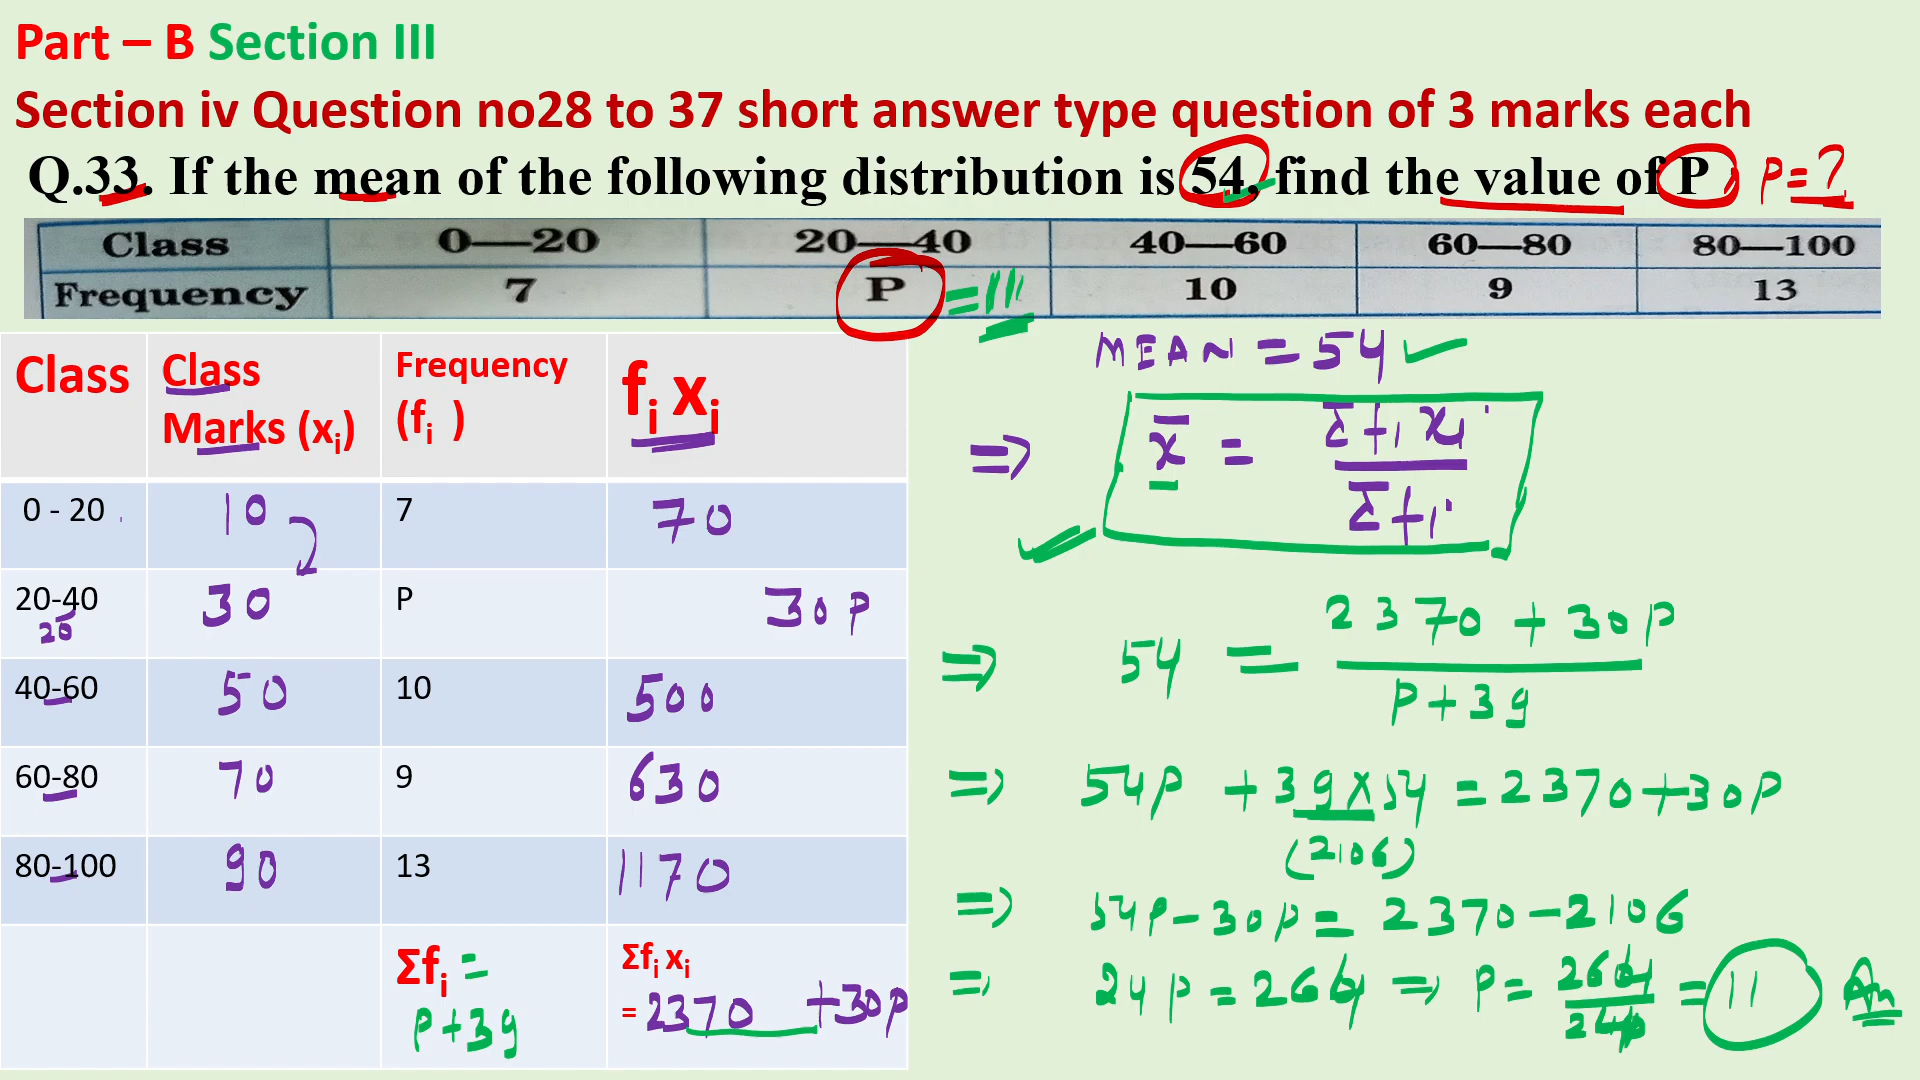 Part – B Section III
Section iv Question no28 to 37 short answer type question of 3 marks each
Q.33. If the mean of the following distribution is 54, find the value of P P = ?
Class 0—20 20—40 40—60 60—80 80—100
Frequency 7 P = 11 10 9 13
Class Class Marks (xi) Frequency (fi ) fi xi
0 - 20 10 7 70
20-40 30 P 30P
20
40-60 50 10 500
60-80 70 9 630
80-100 90 13 1170
Σfi = P+39 Σfi xi = 2370 +30P
MEAN = 54
⇒ x̄ = Σfi xi / Σfi
⇒ 54 = 2370 + 30P / P+39
⇒ 54P + 39×54 = 2370+30P
(2106)
⇒ 54P-30P = 2370-2106
⇒ 24P = 264 ⇒ P = 264/24 = 11 An